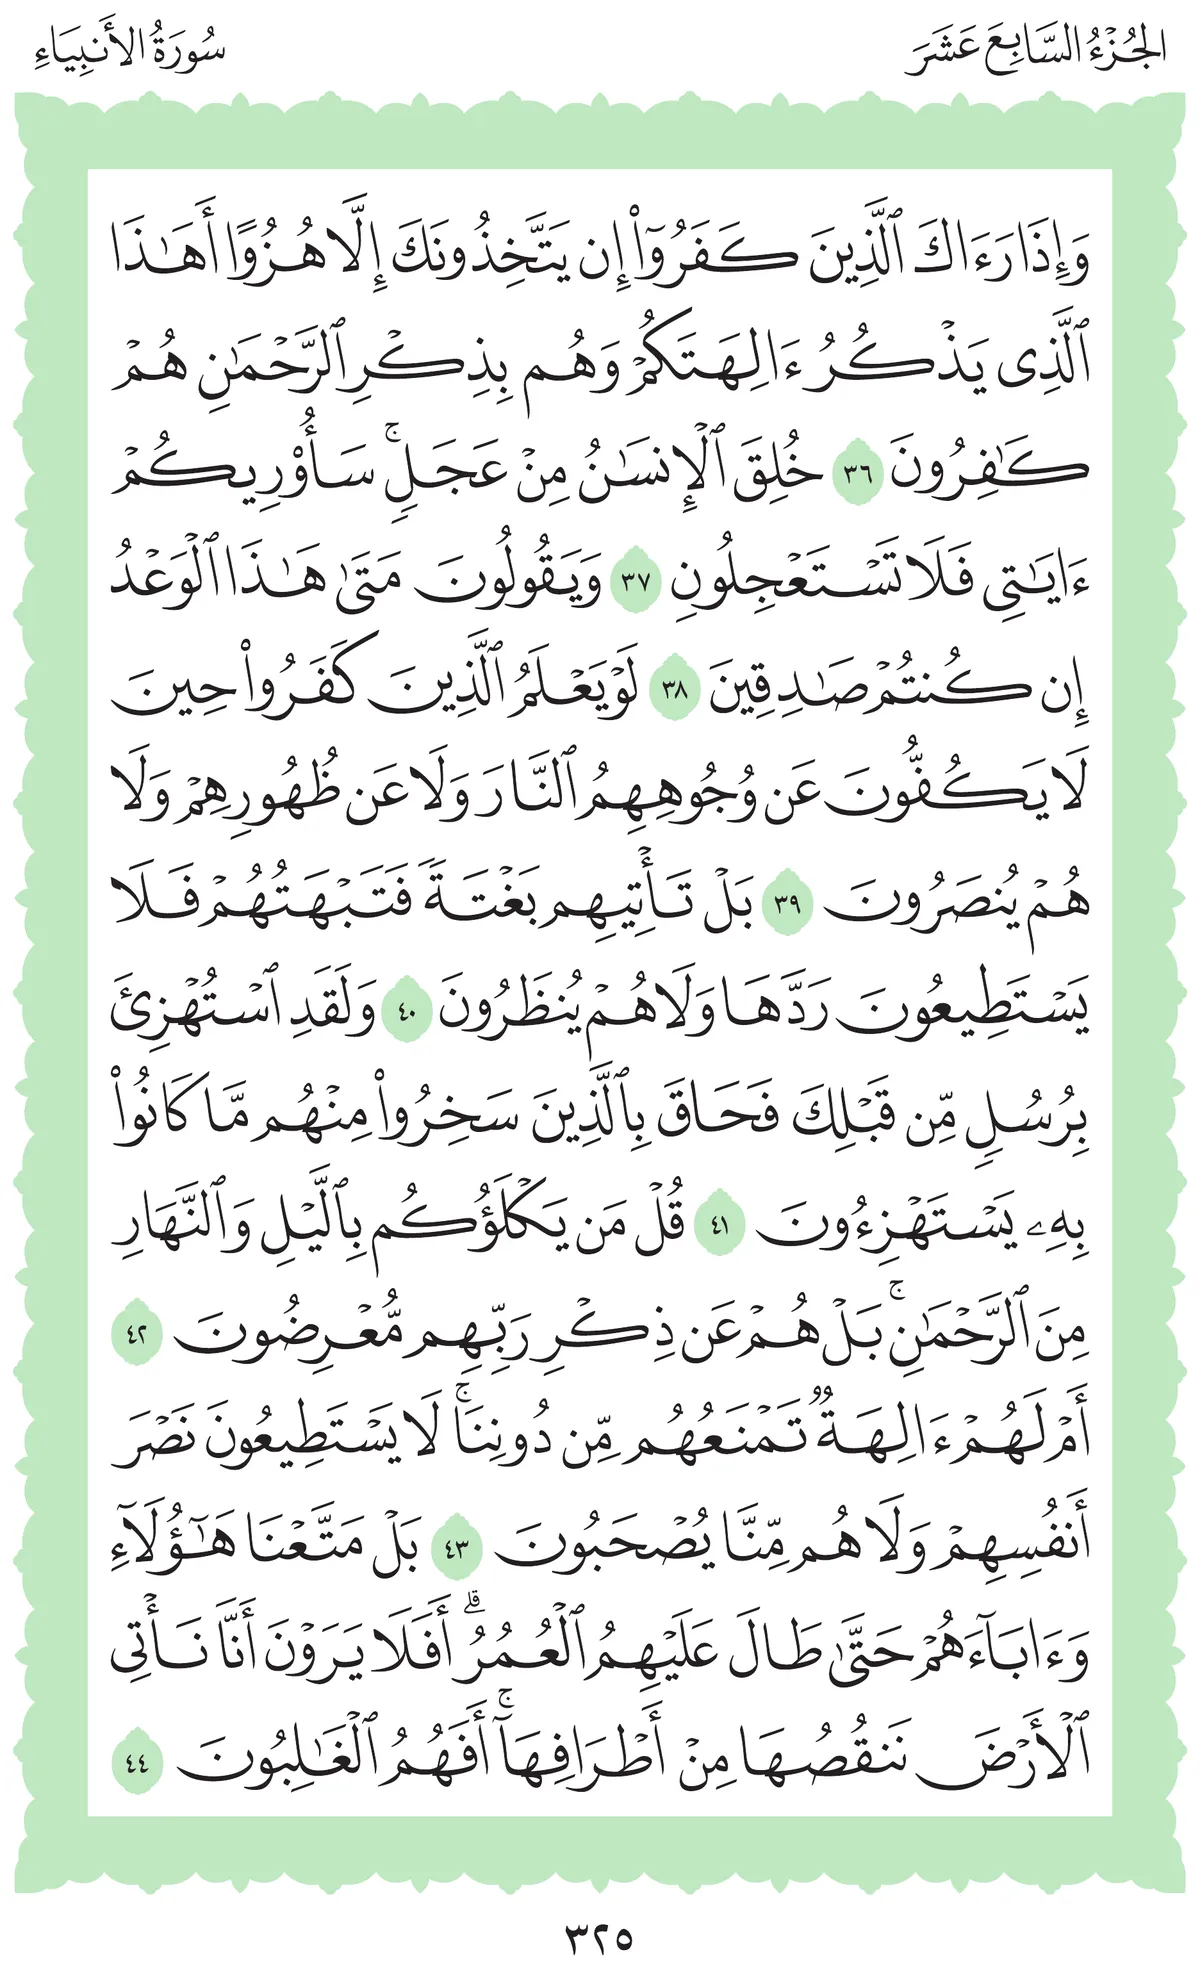 الجُزْءُ السَّابِعَ عَشَرَ
سُورَةُ الأَنبِيَاءِ
وَإِذَا رَءَاكَ ٱلَّذِينَ كَفَرُوٓا۟ إِن يَتَّخِذُونَكَ إِلَّا هُزُوًا أَهَـٰذَا
ٱلَّذِى يَذْكُرُ ءَالِهَتَكُمْ وَهُم بِذِكْرِ ٱلرَّحْمَـٰنِ هُمْ
كَـٰفِرُونَ ٣٦ خُلِقَ ٱلْإِنسَـٰنُ مِنْ عَجَلٍ ۚ سَأُو۟رِيكُمْ
ءَايَـٰتِى فَلَا تَسْتَعْجِلُونِ ٣٧ وَيَقُولُونَ مَتَىٰ هَـٰذَا ٱلْوَعْدُ
إِن كُنتُمْ صَـٰدِقِينَ ٣٨ لَوْ يَعْلَمُ ٱلَّذِينَ كَفَرُوا۟ حِينَ
لَا يَكُفُّونَ عَن وُجُوهِهِمُ ٱلنَّارَ وَلَا عَن ظُهُورِهِمْ وَلَا
هُمْ يُنصَرُونَ ٣٩ بَلْ تَأْتِيهِم بَغْتَةً فَتَبْهَتُهُمْ فَلَا
يَسْتَطِيعُونَ رَدَّهَا وَلَا هُمْ يُنظَرُونَ ٤٠ وَلَقَدِ ٱسْتُهْزِئَ
بِرُسُلٍ مِّن قَبْلِكَ فَحَاقَ بِٱلَّذِينَ سَخِرُوا۟ مِنْهُم مَّا كَانُوا۟
بِهِۦ يَسْتَهْزِءُونَ ٤١ قُلْ مَن يَكْلَؤُكُم بِٱلَّيْلِ وَٱلنَّهَارِ
مِنَ ٱلرَّحْمَـٰنِ ۚ بَلْ هُمْ عَن ذِكْرِ رَبِّهِم مُّعْرِضُونَ ٤٢
أَمْ لَهُمْ ءَالِهَةٌ تَمْنَعُهُم مِّن دُونِنَا ۚ لَا يَسْتَطِيعُونَ نَصْرَ
أَنفُسِهِمْ وَلَا هُم مِّنَّا يُصْحَبُونَ ٤٣ بَلْ مَتَّعْنَا هَـٰٓؤُلَآءِ
وَءَابَآءَهُمْ حَتَّىٰ طَالَ عَلَيْهِمُ ٱلْعُمُرُ ۗ أَفَلَا يَرَوْنَ أَنَّا نَأْتِى
ٱلْأَرْضَ نَنقُصُهَا مِنْ أَطْرَافِهَآ ۚ أَفَهُمُ ٱلْغَـٰلِبُونَ ٤٤
٣٢٥